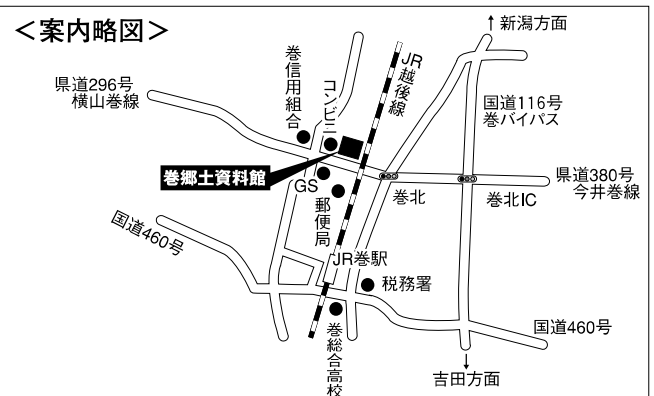 ＜案内略図＞
↑新潟方面
県道296号
横山巻線
巻信用組合
コンビニ
JR越後線
国道116号
巻バイパス
巻郷土資料館
GS
郵便局
巻北
巻北IC
県道380号
今井巻線
国道460号
JR巻駅
税務署
巻総合高校
国道460号
↓
吉田方面